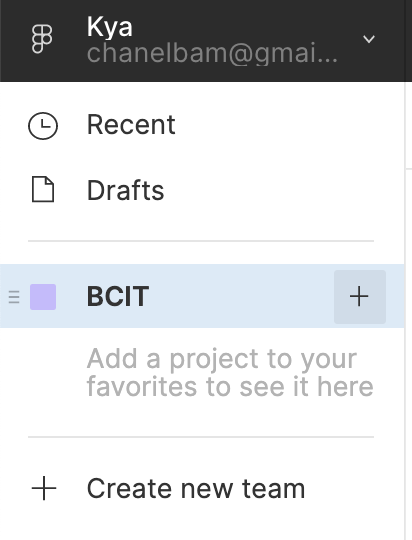 Kya
chanelbam@gmai...
Recent
Drafts
BCIT
Add a project to your
favorites to see it here
Create new team